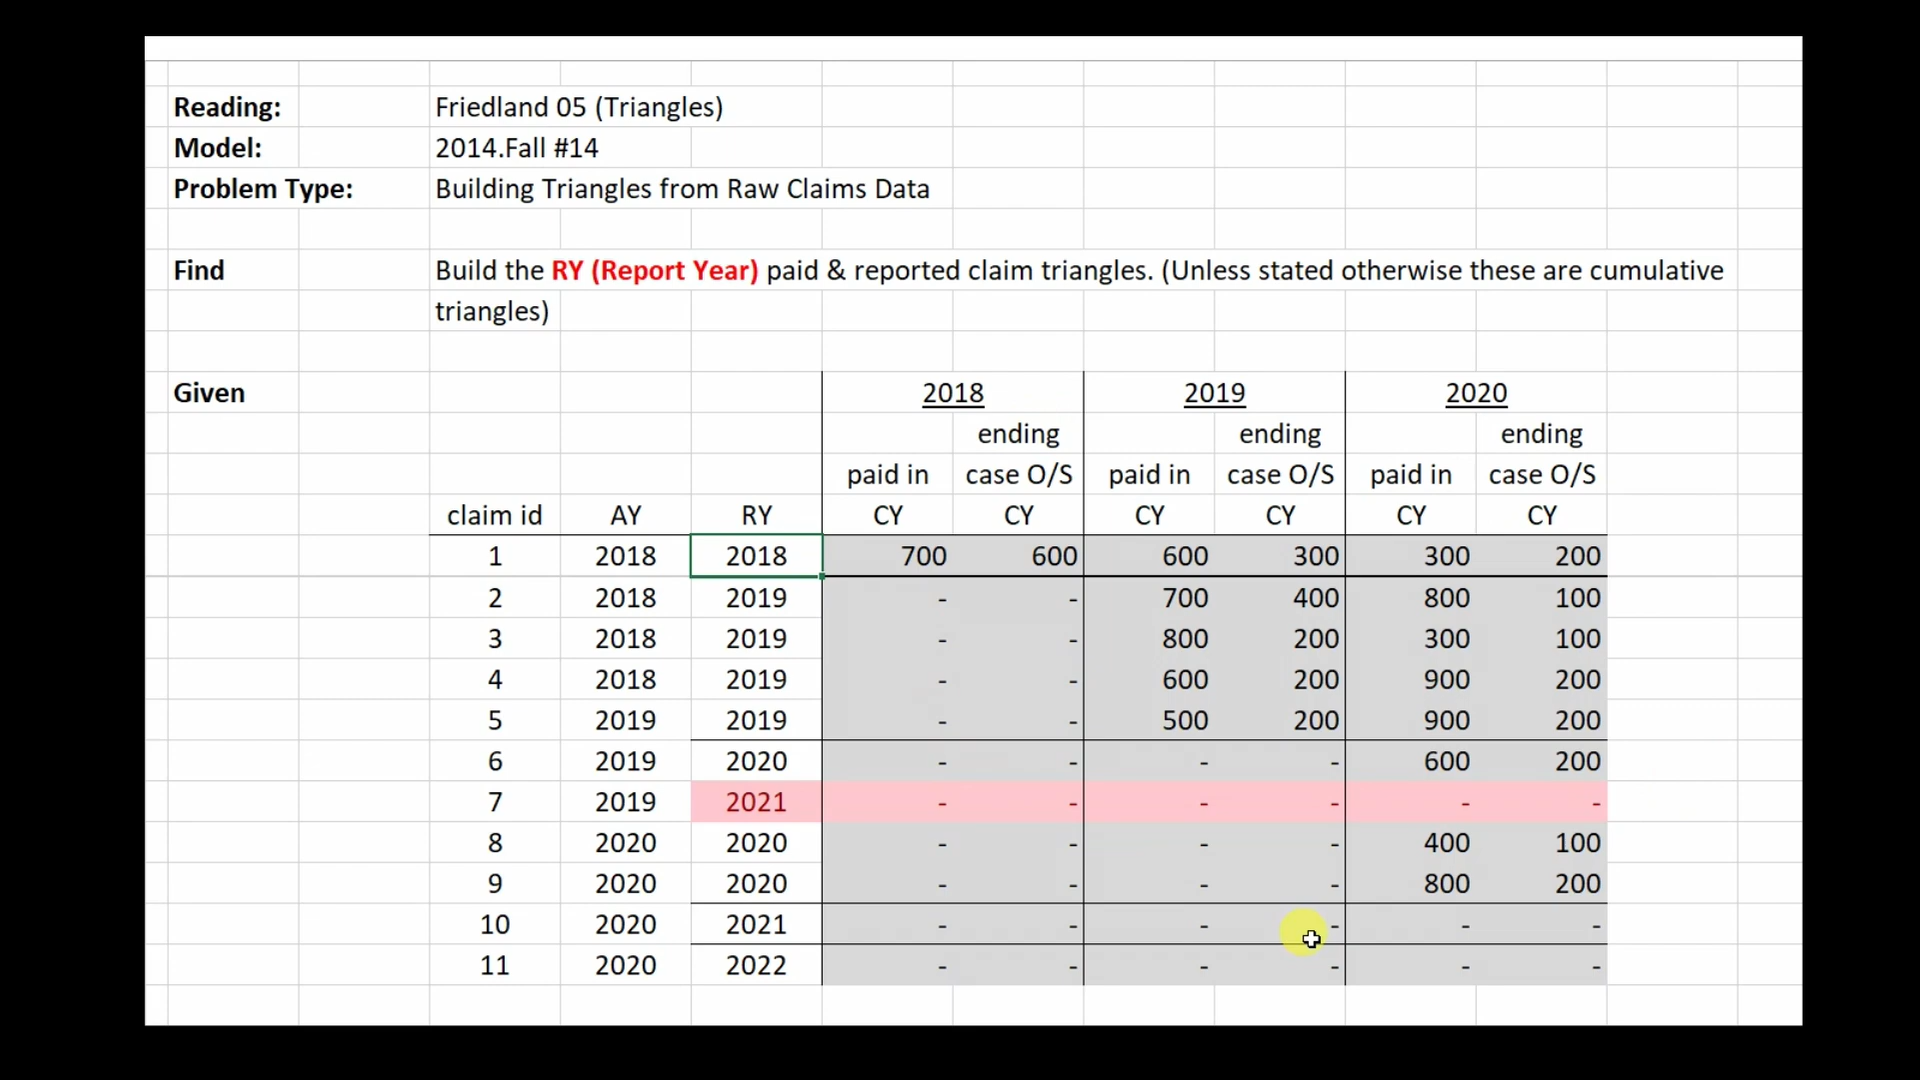 Reading: Friedland 05 (Triangles)
Model: 2014.Fall #14
Problem Type: Building Triangles from Raw Claims Data
Find Build the RY (Report Year) paid & reported claim triangles. (Unless stated otherwise these are cumulative
triangles)
Given 2018 2019 2020
ending ending ending
paid in case O/S paid in case O/S paid in case O/S
claim id AY RY CY CY CY CY CY CY
1 2018 2018 700 600 600 300 300 200
2 2018 2019 - - 700 400 800 100
3 2018 2019 - - 800 200 300 100
4 2018 2019 - - 600 200 900 200
5 2019 2019 - - 500 200 900 200
6 2019 2020 - - - - 600 200
7 2019 2021 - - - - - -
8 2020 2020 - - - - 400 100
9 2020 2020 - - - - 800 200
10 2020 2021 - - - - - -
11 2020 2022 - - - - - -